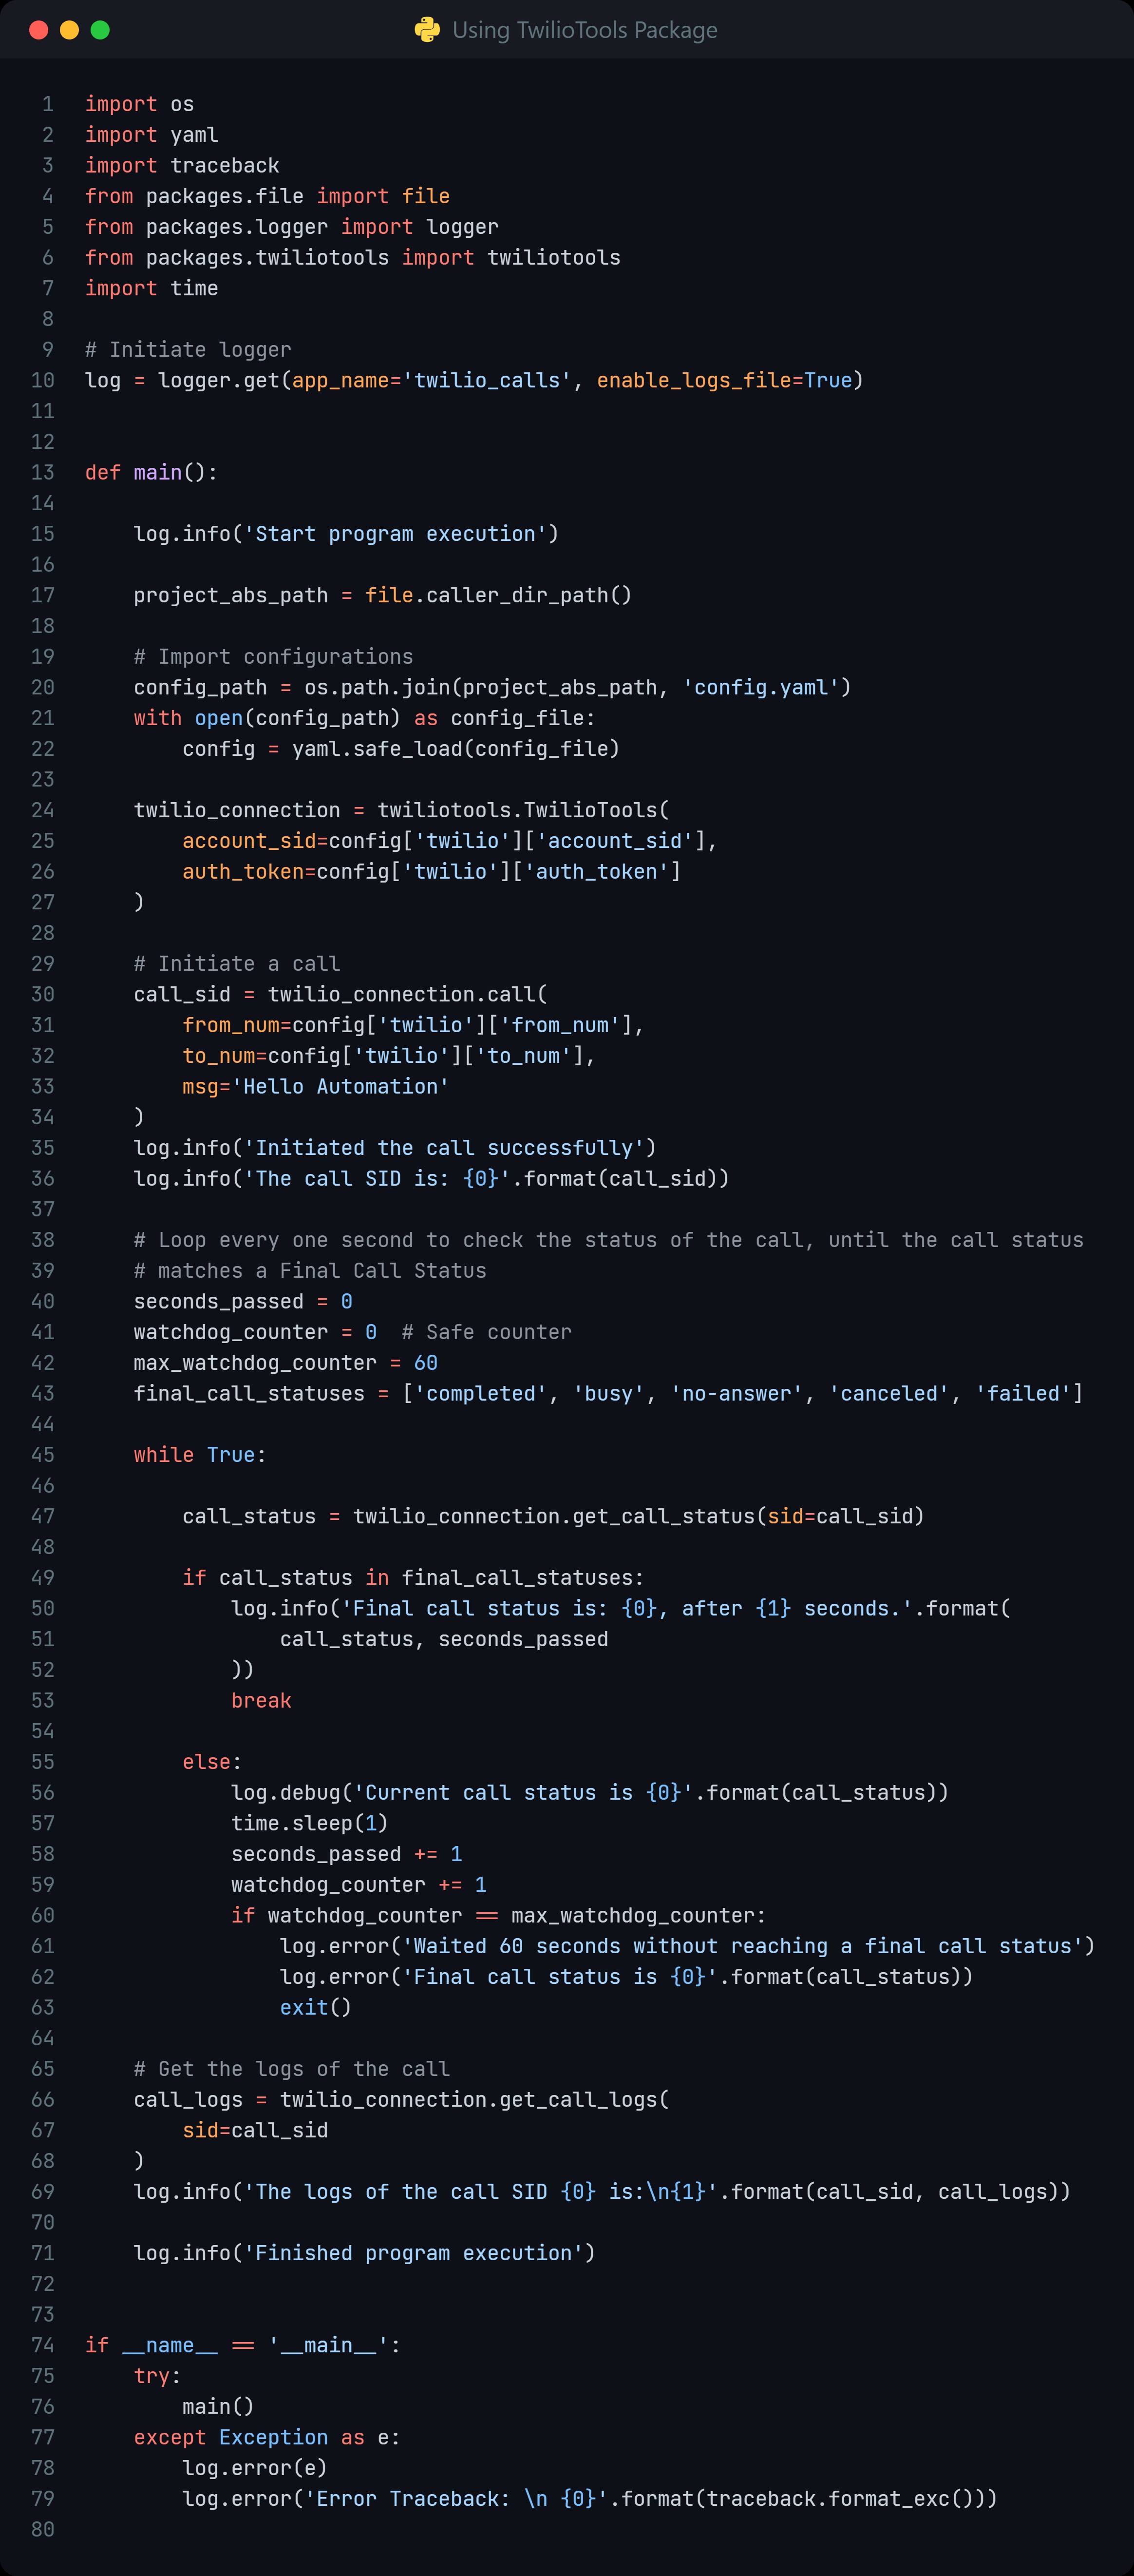 Using TwilioTools Package
1 import os
2 import yaml
3 import traceback
4 from packages.file import file
5 from packages.logger import logger
6 from packages.twiliotools import twiliotools
7 import time
8
9 # Initiate logger
10 log = logger.get(app_name='twilio_calls', enable_logs_file=True)
11
12
13 def main():
14
15     log.info('Start program execution')
16
17     project_abs_path = file.caller_dir_path()
18
19     # Import configurations
20     config_path = os.path.join(project_abs_path, 'config.yaml')
21     with open(config_path) as config_file:
22         config = yaml.safe_load(config_file)
23
24     twilio_connection = twiliotools.TwilioTools(
25         account_sid=config['twilio']['account_sid'],
26         auth_token=config['twilio']['auth_token']
27     )
28
29     # Initiate a call
30     call_sid = twilio_connection.call(
31         from_num=config['twilio']['from_num'],
32         to_num=config['twilio']['to_num'],
33         msg='Hello Automation'
34     )
35     log.info('Initiated the call successfully')
36     log.info('The call SID is: {0}'.format(call_sid))
37
38     # Loop every one second to check the status of the call, until the call status
39     # matches a Final Call Status
40     seconds_passed = 0
41     watchdog_counter = 0  # Safe counter
42     max_watchdog_counter = 60
43     final_call_statuses = ['completed', 'busy', 'no-answer', 'canceled', 'failed']
44
45     while True:
46
47         call_status = twilio_connection.get_call_status(sid=call_sid)
48
49         if call_status in final_call_statuses:
50             log.info('Final call status is: {0}, after {1} seconds.'.format(
51                 call_status, seconds_passed
52             ))
53             break
54
55         else:
56             log.debug('Current call status is {0}'.format(call_status))
57             time.sleep(1)
58             seconds_passed += 1
59             watchdog_counter += 1
60             if watchdog_counter == max_watchdog_counter:
61                 log.error('Waited 60 seconds without reaching a final call status')
62                 log.error('Final call status is {0}'.format(call_status))
63                 exit()
64
65     # Get the logs of the call
66     call_logs = twilio_connection.get_call_logs(
67         sid=call_sid
68     )
69     log.info('The logs of the call SID {0} is:\n{1}'.format(call_sid, call_logs))
70
71     log.info('Finished program execution')
72
73
74 if __name__ == '__main__':
75     try:
76         main()
77     except Exception as e:
78         log.error(e)
79         log.error('Error Traceback: \n {0}'.format(traceback.format_exc()))
80